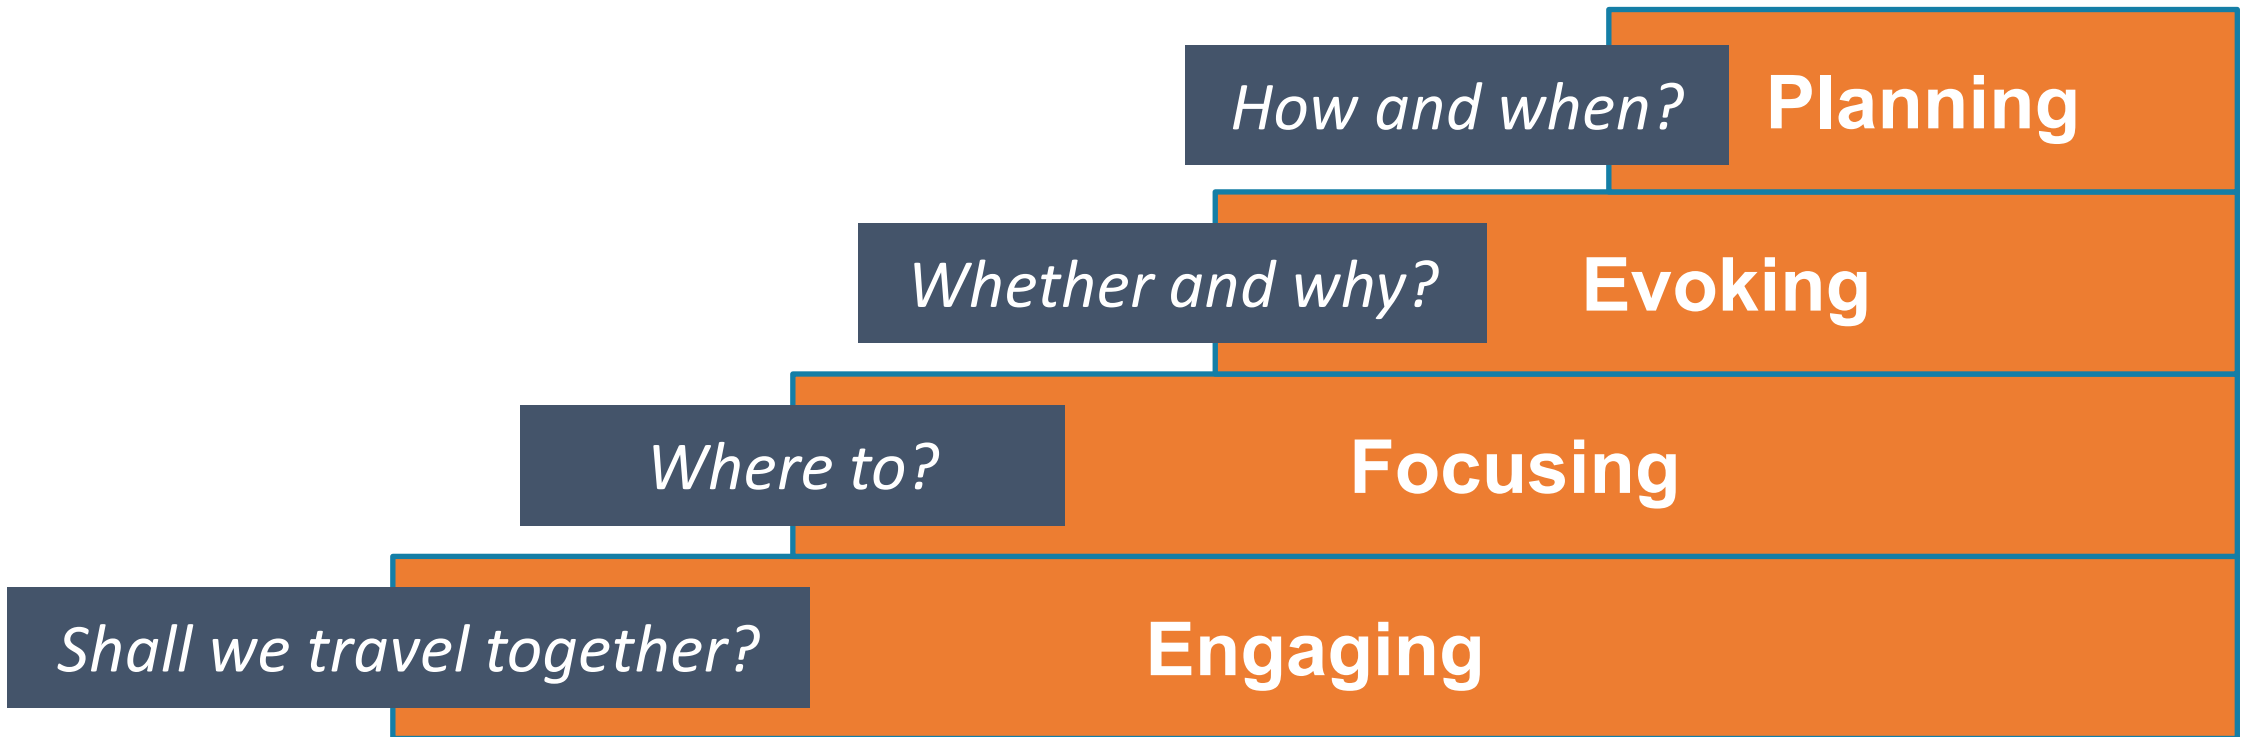 How and when? Planning
Whether and why? Evoking
Where to? Focusing
Shall we travel together? Engaging